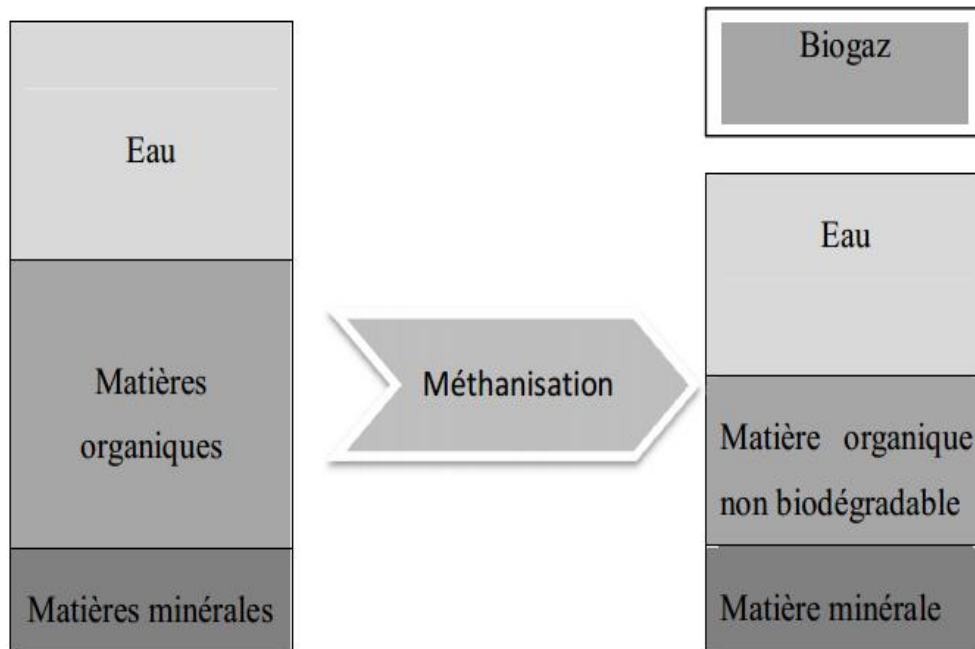 Eau
Matières
organiques
Matières minérales
Méthanisation
Biogaz
Eau
Matière organique
non biodégradable
Matière minérale